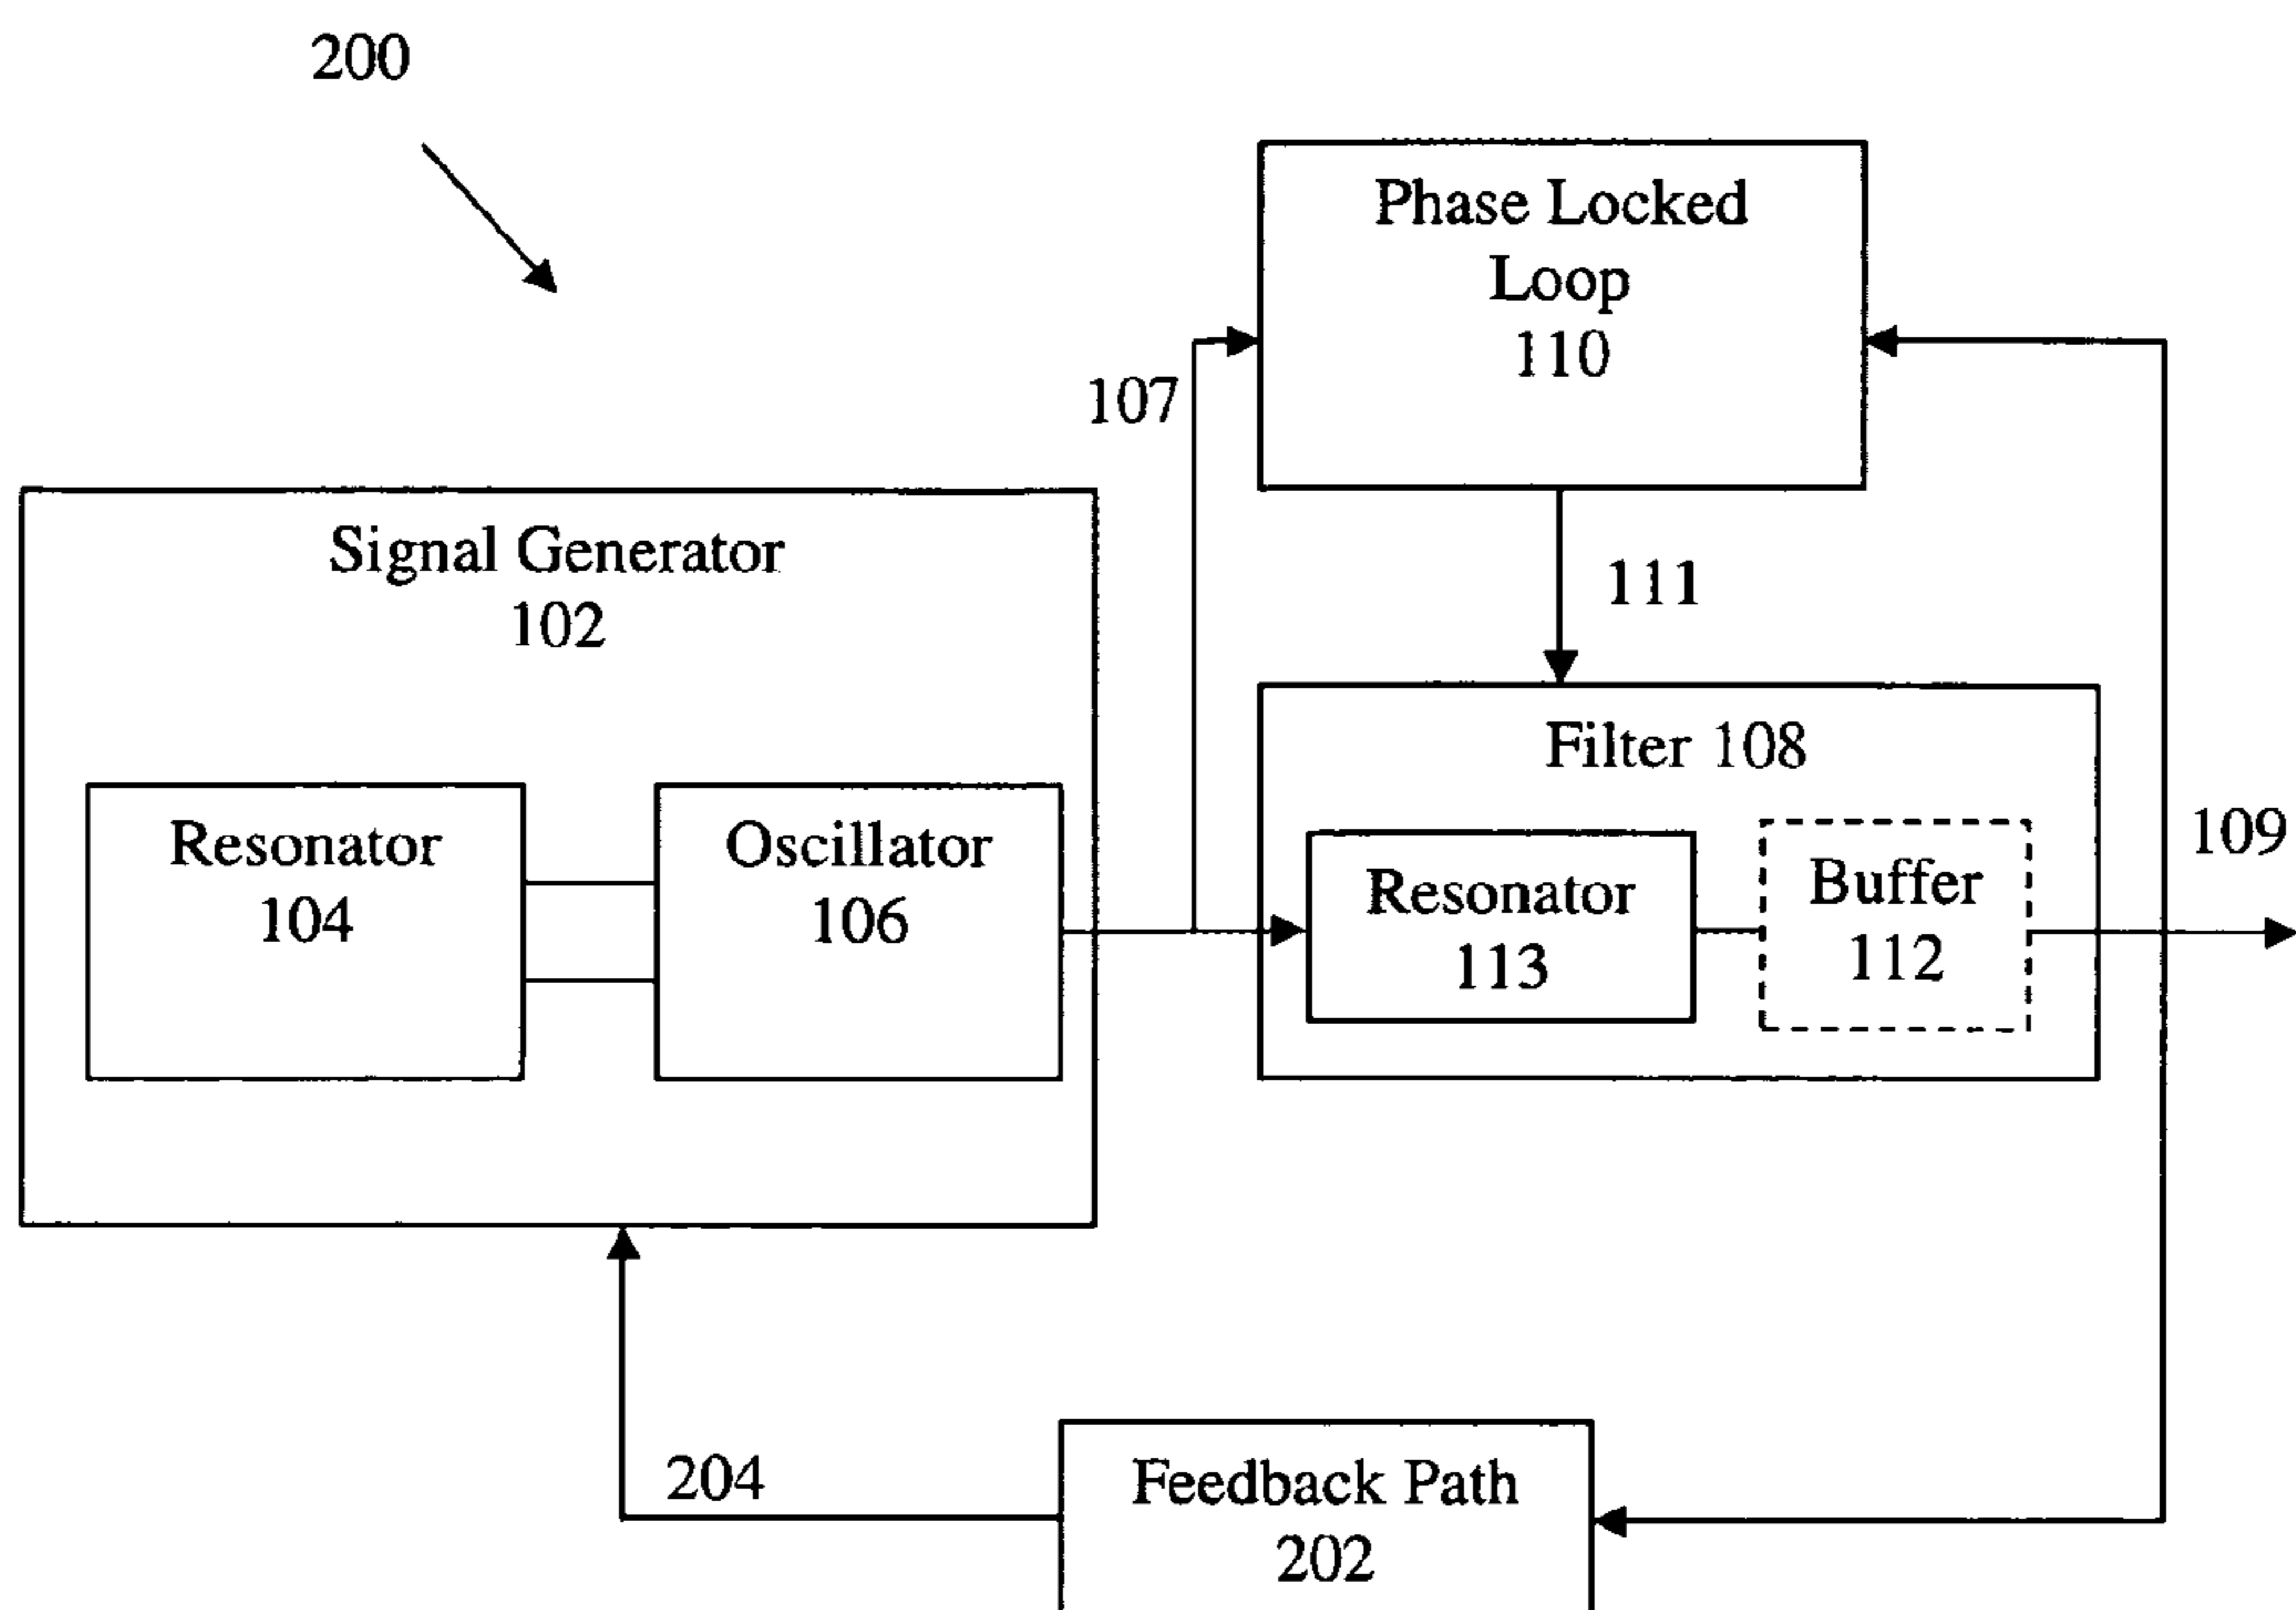 200
Phase Locked
Loop
110
107
Signal Generator
102
111
Filter 108
Resonator
104
Oscillator
106
Resonator
113
Buffer
112
109
204
Feedback Path
202